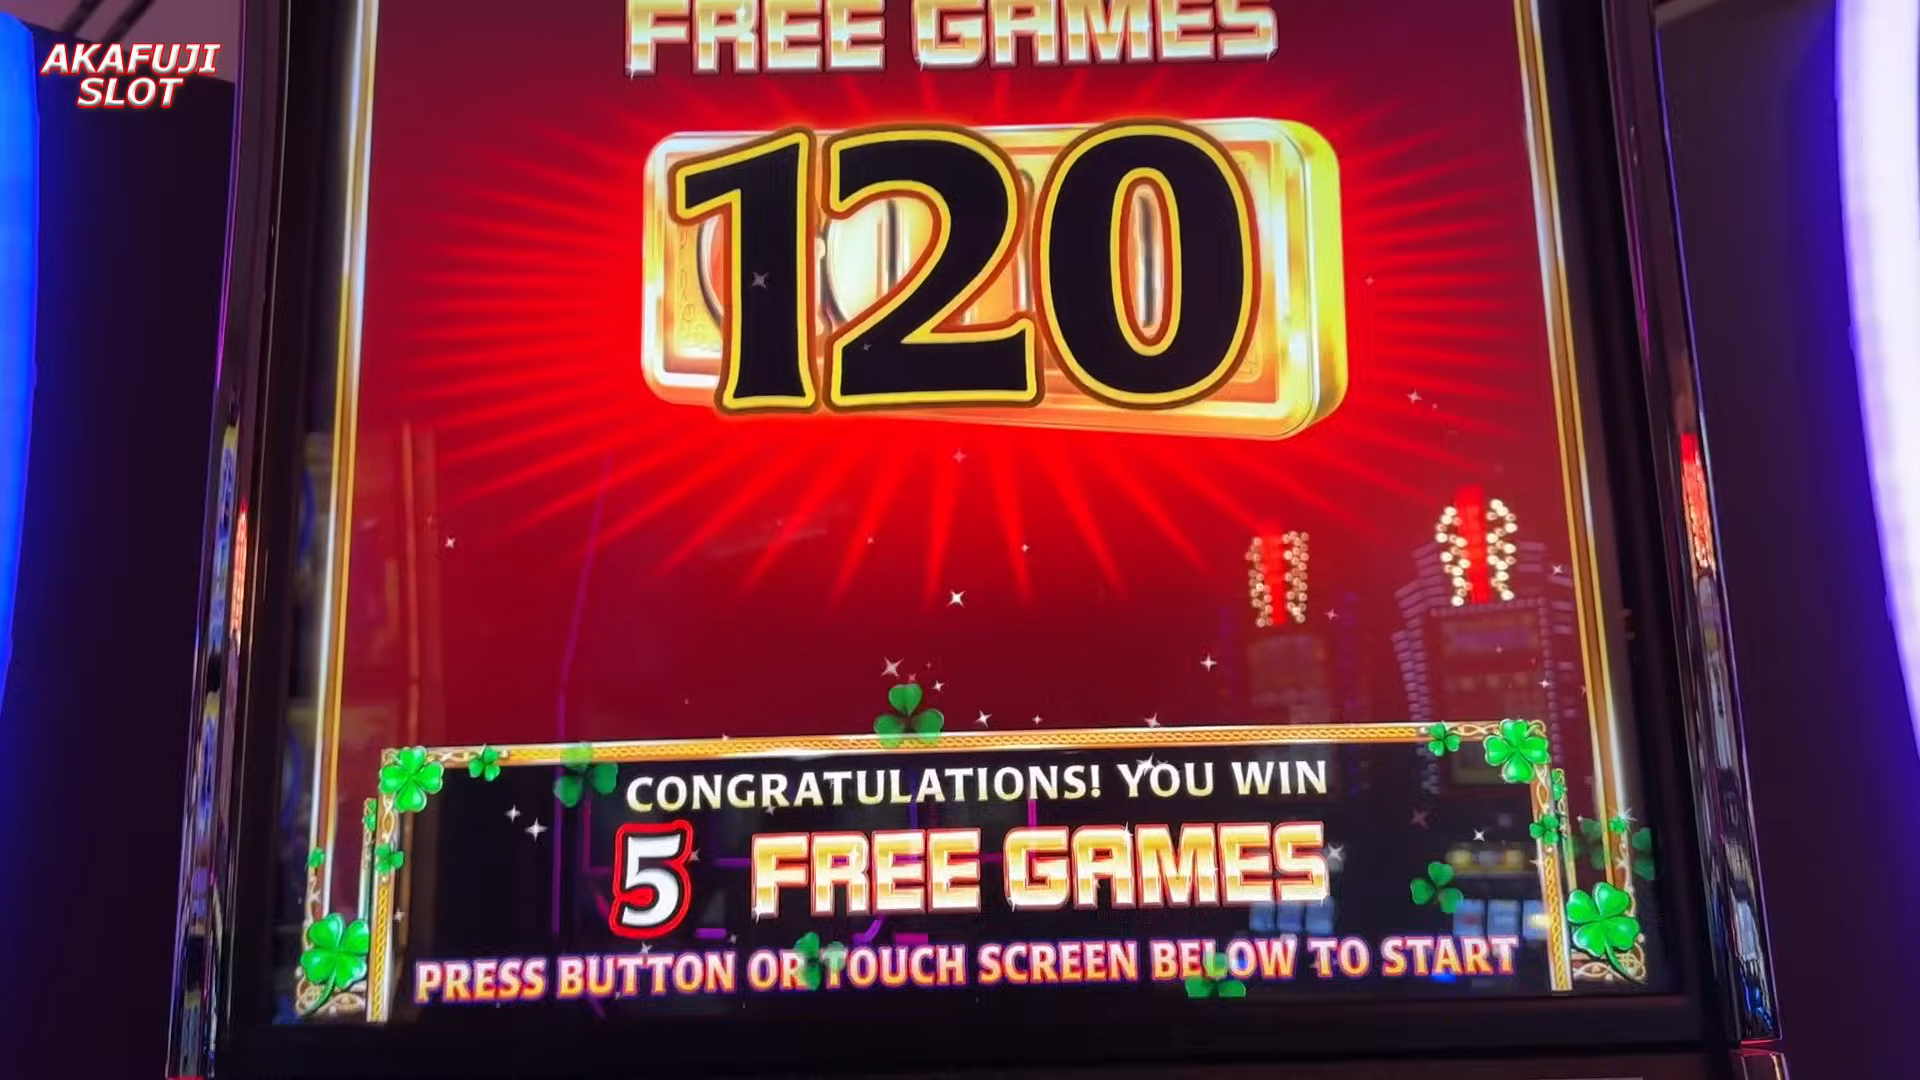 AKAFUJI
SLOT
FREE GAMES
120
CONGRATULATIONS! YOU WIN
5 FREE GAMES
PRESS BUTTON OR TOUCH SCREEN BELOW TO START